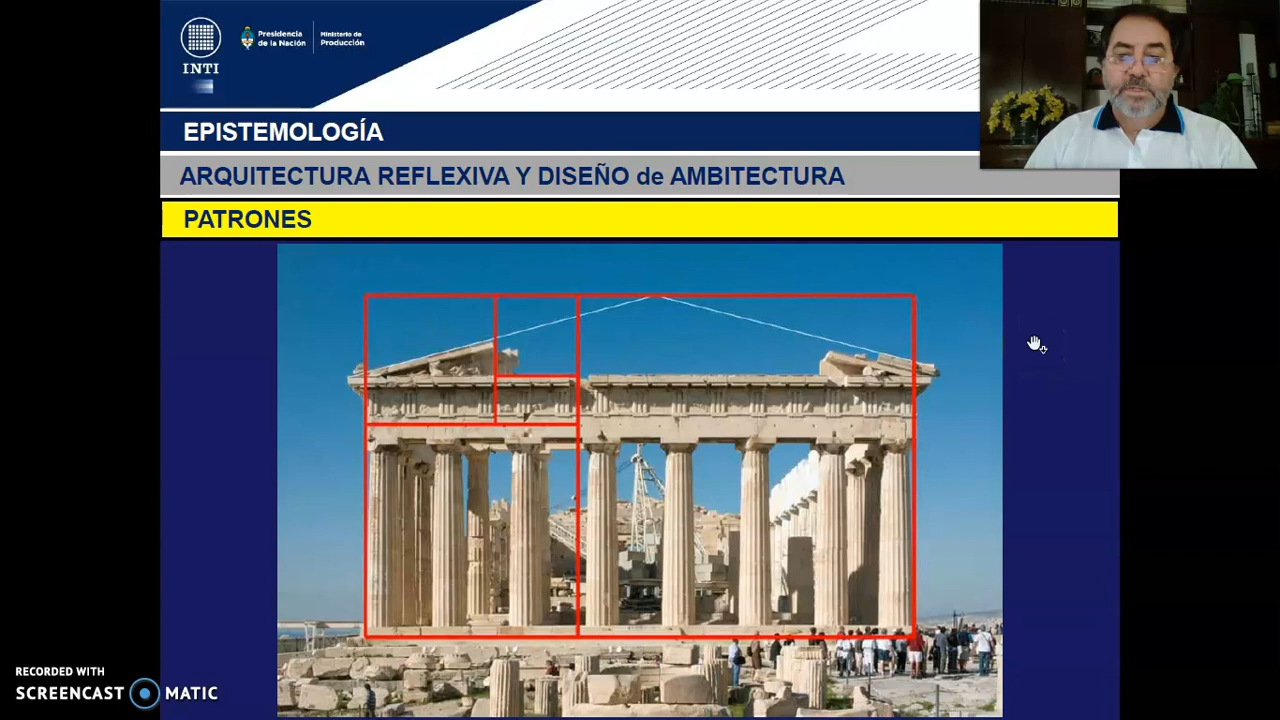 INTI
Presidencia
de la Nación
Ministerio de
Producción
EPISTEMOLOGÍA
ARQUITECTURA REFLEXIVA Y DISEÑO de AMBITECTURA
PATRONES
RECORDED WITH
SCREENCAST MATIC